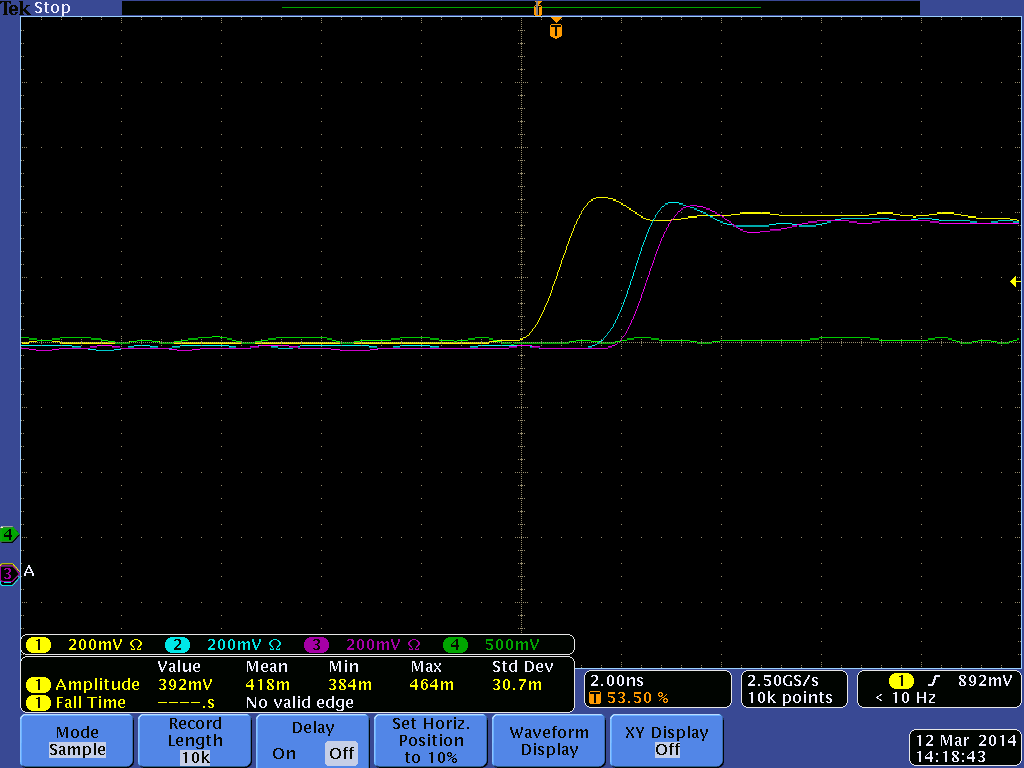 Tek Stop
T
T
4
3 A
1 200mV Ω 2 200mV Ω 3 200mV Ω 4 500mV
Value Mean Min Max Std Dev
1 Amplitude 392mV 418m 384m 464m 30.7m
1 Fall Time ----.s No valid edge
2.00ns
T 53.50 %
2.50GS/s
10k points
1 892mV
< 10 Hz
Mode
Sample
Record
Length
10k
Delay
On Off
Set Horiz.
Position
to 10%
Waveform
Display
XY Display
Off
12 Mar 2014
14:18:43